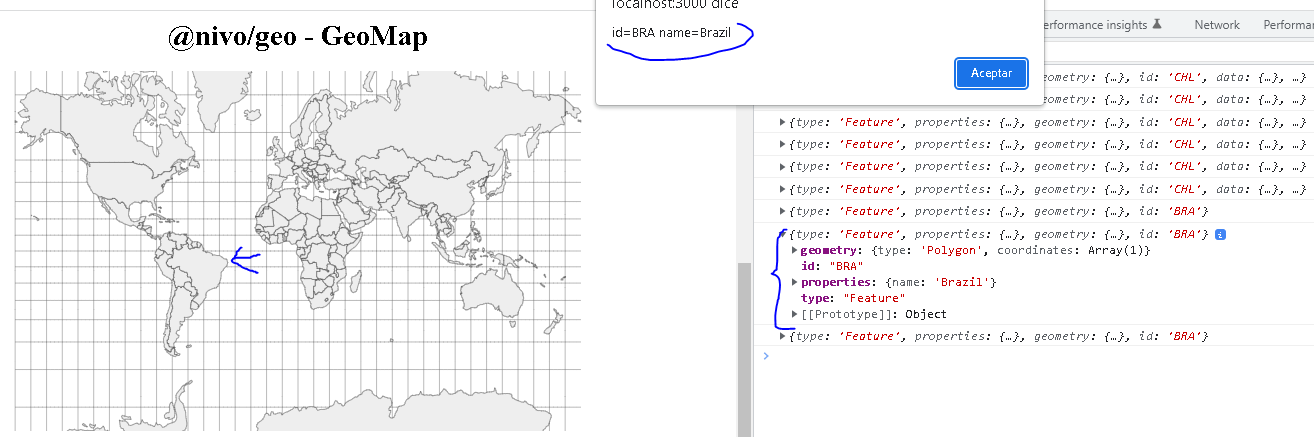 @nivo/geo - GeoMap
localhost:3000 dice
id=BRA name=Brazil
Aceptar
erformance insights
Network
Performa
geometry: {…}, id: 'CHL', data: {…}, …}
geometry: {…}, id: 'CHL', data: {…}, …}
▶{type: 'Feature', properties: {…}, geometry: {…}, id: 'CHL', data: {…}, …}
▶{type: 'Feature', properties: {…}, geometry: {…}, id: 'CHL', data: {…}, …}
▶{type: 'Feature', properties: {…}, geometry: {…}, id: 'CHL', data: {…}, …}
▶{type: 'Feature', properties: {…}, geometry: {…}, id: 'CHL', data: {…}, …}
▶{type: 'Feature', properties: {…}, geometry: {…}, id: 'BRA'}
{type: 'Feature', properties: {…}, geometry: {…}, id: 'BRA'} i
▶geometry: {type: 'Polygon', coordinates: Array(1)}
id: "BRA"
▶properties: {name: 'Brazil'}
type: "Feature"
▶[[Prototype]]: Object
▶{type: 'Feature', properties: {…}, geometry: {…}, id: 'BRA'}
>